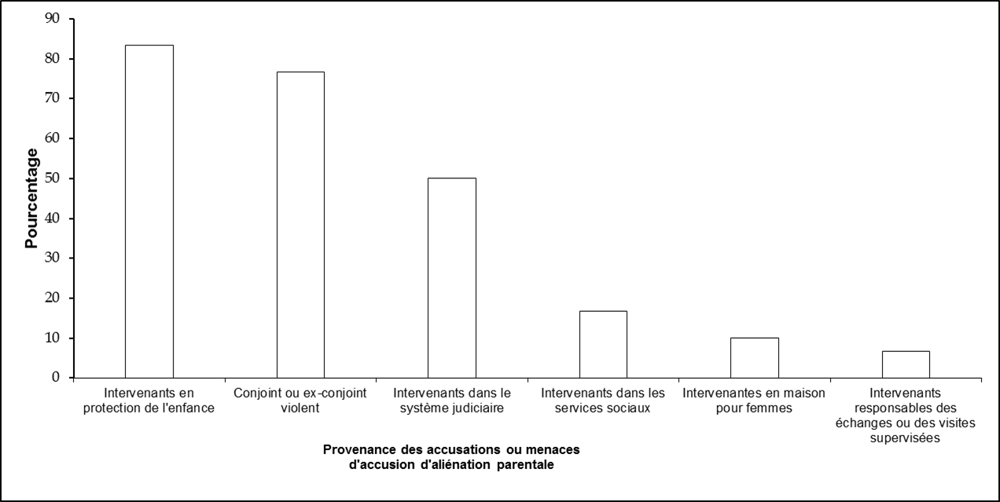 90
80
70
60
50
40
30
20
10
0
Pourcentage
Intervenants en
protection de l'enfance
Conjoint ou ex-conjoint
violent
Intervenants dans le
système judiciaire
Intervenants dans les
services sociaux
Intervenantes en maison
pour femmes
Intervenants
responsables des
échanges ou des visites
supervisées
Provenance des accusations ou menaces
d'accusion d'aliénation parentale